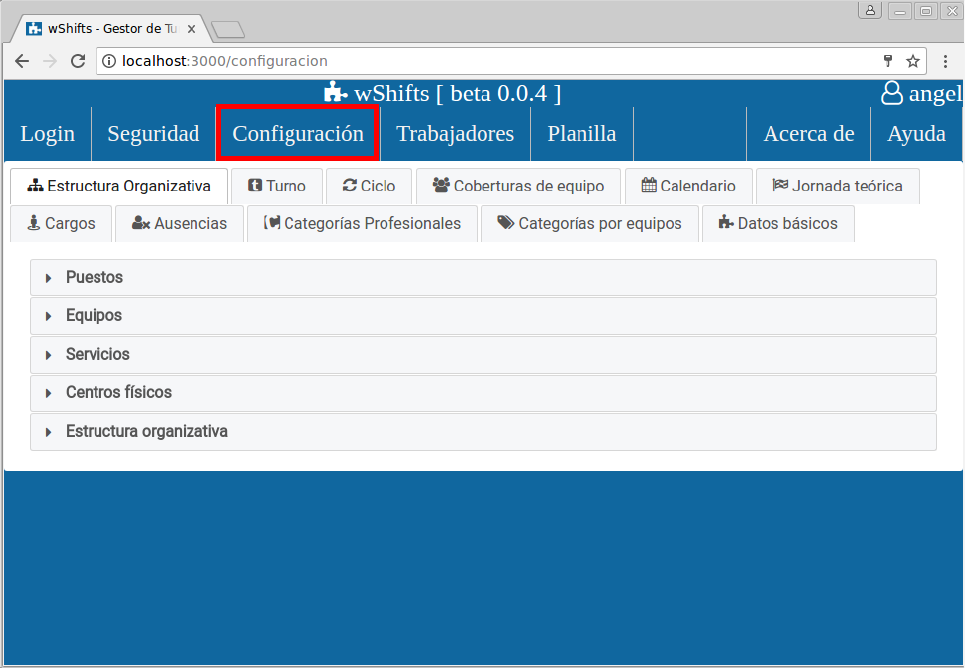 wShifts - Gestor de Tu
localhost:3000/configuracion
wShifts [ beta 0.0.4 ] angel
Login Seguridad Configuración Trabajadores Planilla Acerca de Ayuda
Estructura Organizativa Turno Ciclo Coberturas de equipo Calendario Jornada teórica
Cargos Ausencias Categorías Profesionales Categorías por equipos Datos básicos
Puestos
Equipos
Servicios
Centros físicos
Estructura organizativa